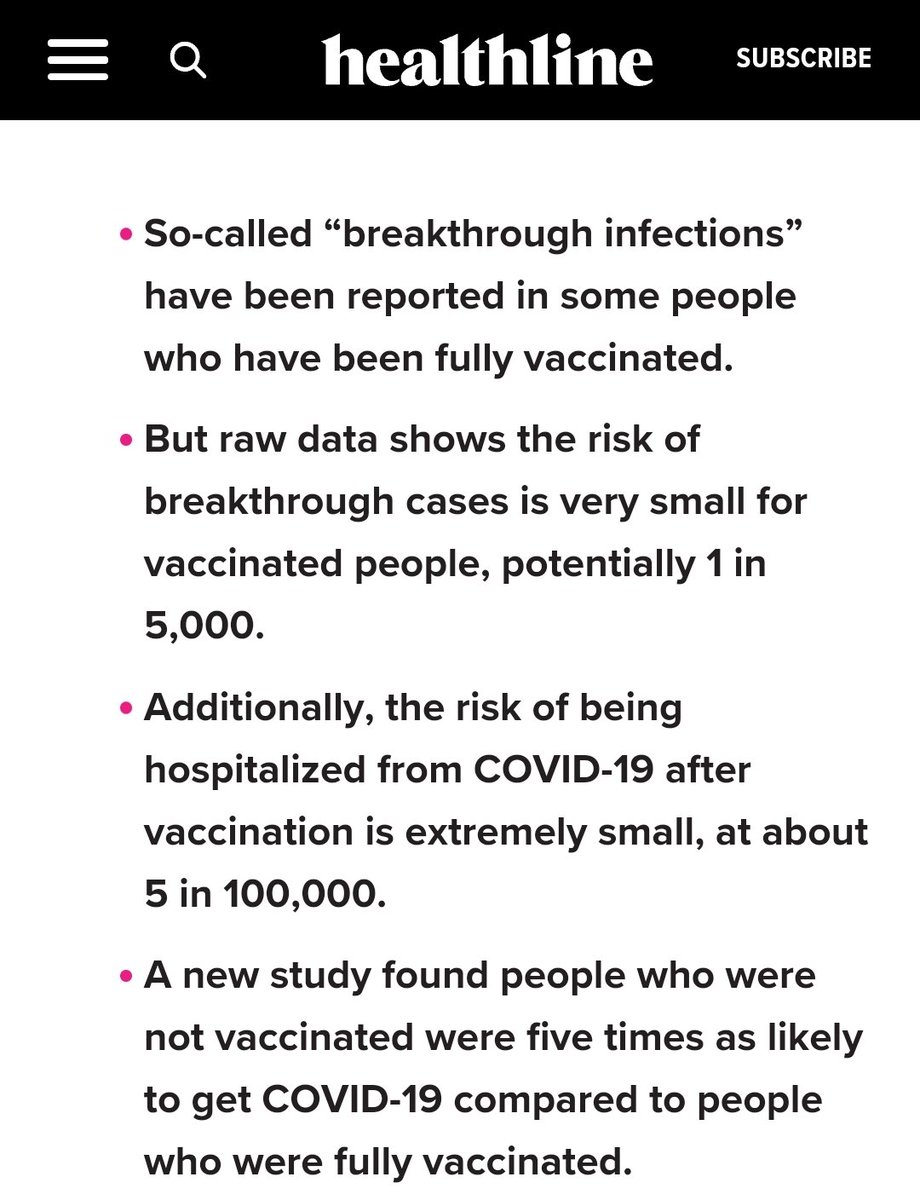 healthline
SUBSCRIBE
• So-called “breakthrough infections”
have been reported in some people
who have been fully vaccinated.
• But raw data shows the risk of
breakthrough cases is very small for
vaccinated people, potentially 1 in
5,000.
• Additionally, the risk of being
hospitalized from COVID-19 after
vaccination is extremely small, at about
5 in 100,000.
• A new study found people who were
not vaccinated were five times as likely
to get COVID-19 compared to people
who were fully vaccinated.